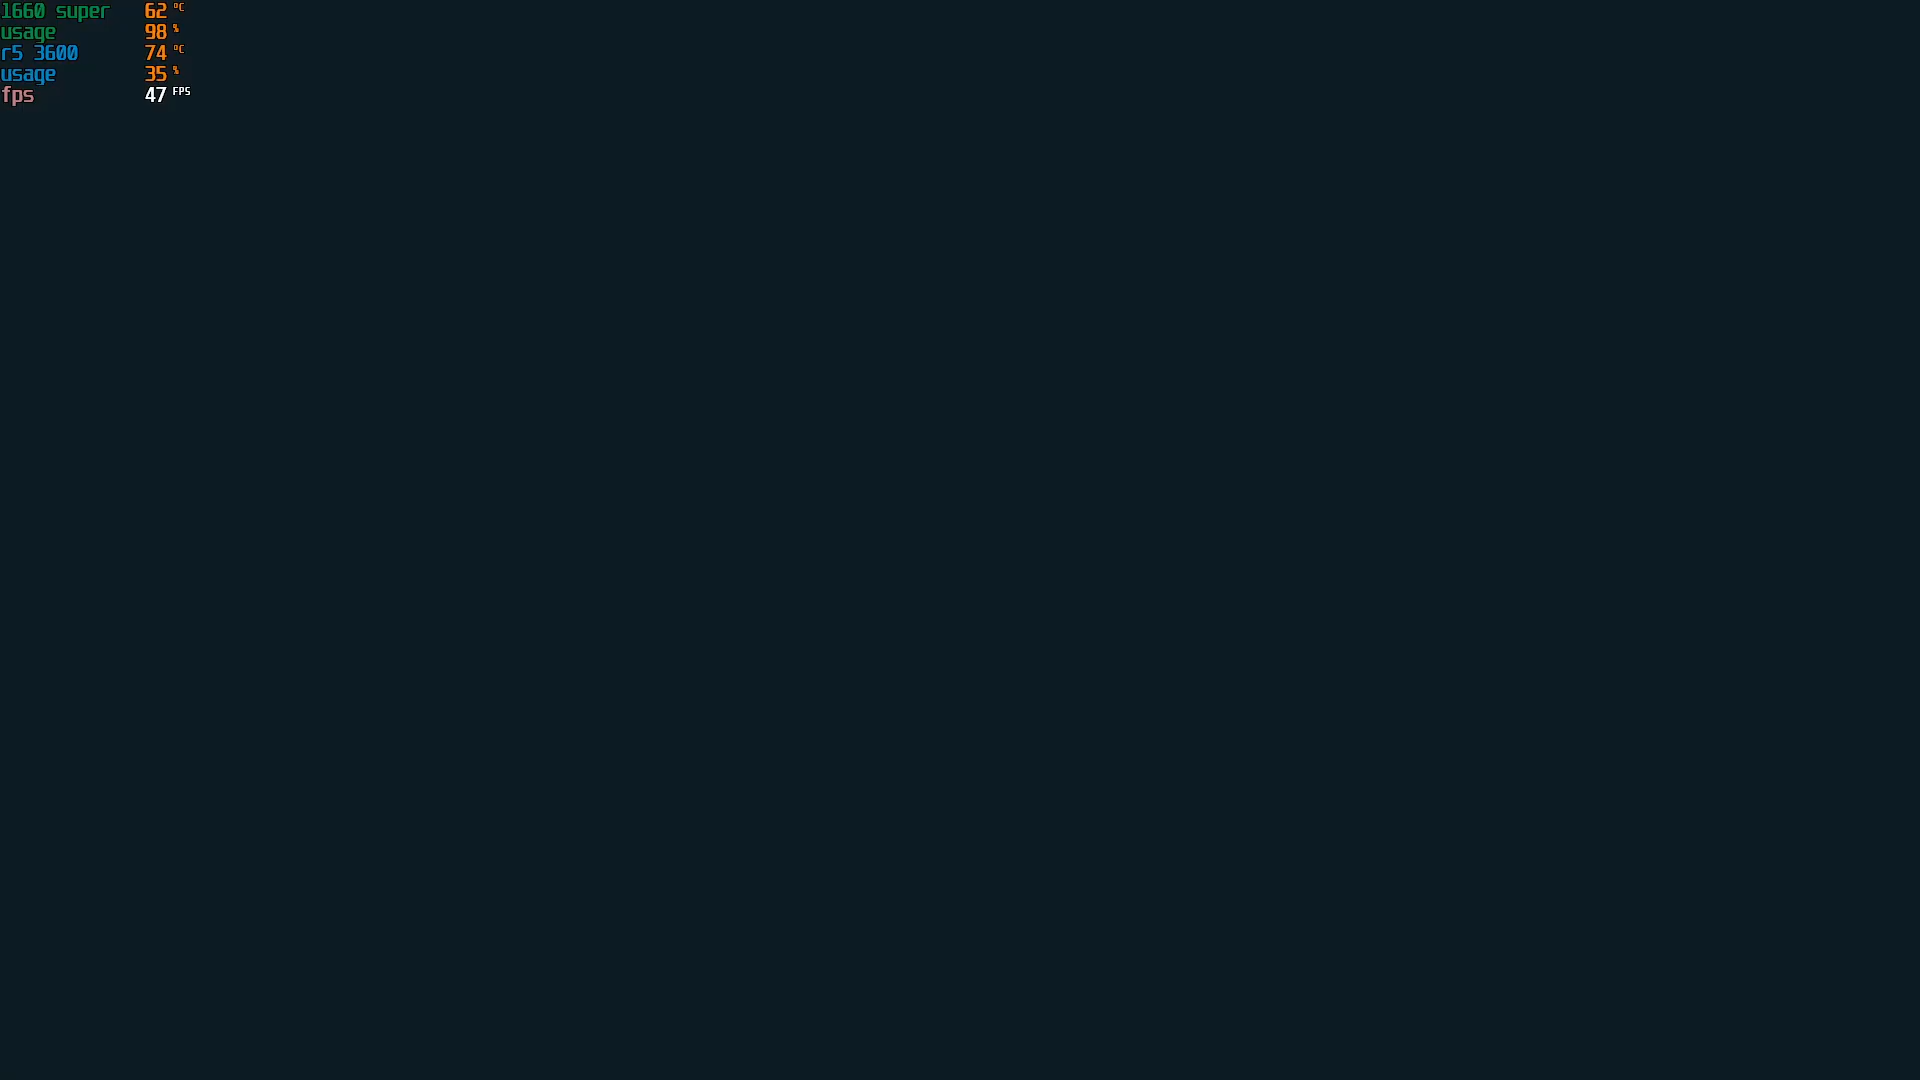 1660 super 62 °C
usage 98 %
r5 3600 74 °C
usage 35 %
fps 47 FPS